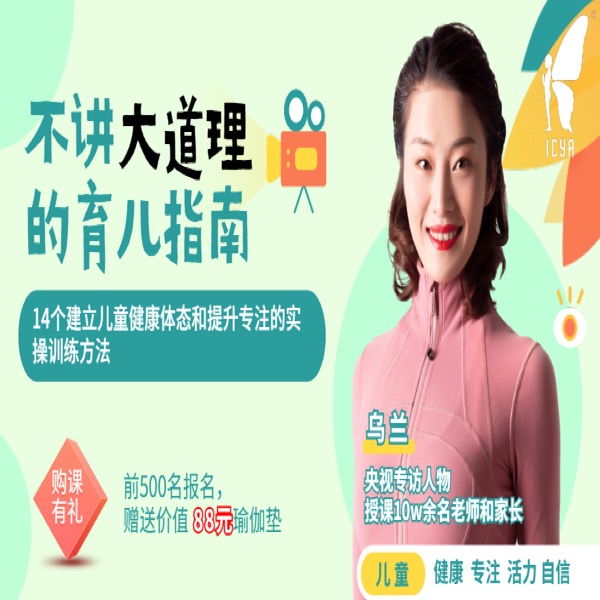 ICYA
不讲大道理
的育儿指南
14个建立儿童健康体态和提升专注的实
操训练方法
乌兰
央视专访人物
授课10w余名老师和家长
购课
有礼
前500名报名，
赠送价值 88元瑜伽垫
儿童 健康 专注 活力 自信